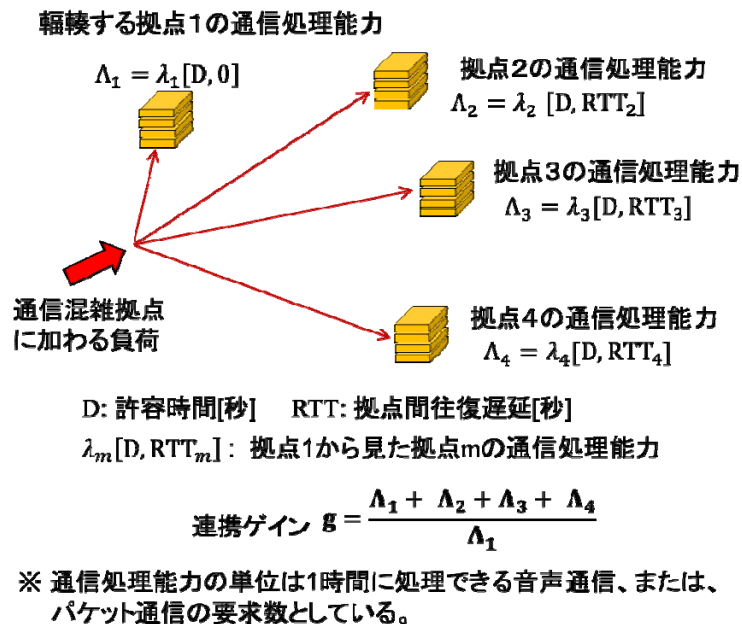 輻輳する拠点1の通信処理能力
Λ₁ = λ₁[D, 0]
拠点2の通信処理能力
Λ₂ = λ₂ [D, RTT₂]
拠点3の通信処理能力
Λ₃ = λ₃[D, RTT₃]
通信混雑拠点
に加わる負荷
拠点4の通信処理能力
Λ₄ = λ₄[D, RTT₄]
D: 許容時間[秒] RTT: 拠点間往復遅延[秒]
λₘ[D, RTTₘ] : 拠点1から見た拠点mの通信処理能力
連携ゲイン g = (Λ₁ + Λ₂ + Λ₃ + Λ₄) / Λ₁
※ 通信処理能力の単位は1時間に処理できる音声通信、または、
パケット通信の要求数としている。